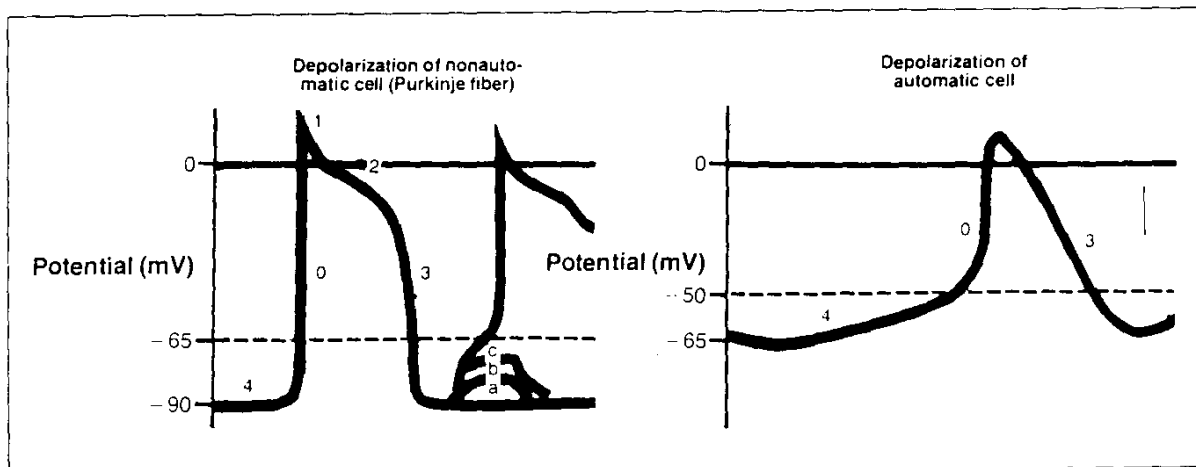 Depolarization of nonauto-
matic cell (Purkinje fiber)
1
0
2
Potential (mV)
0
3
-65
c
b
a
4
-90
Depolarization of
automatic cell
0
0
3
Potential (mV)
-50
4
-65